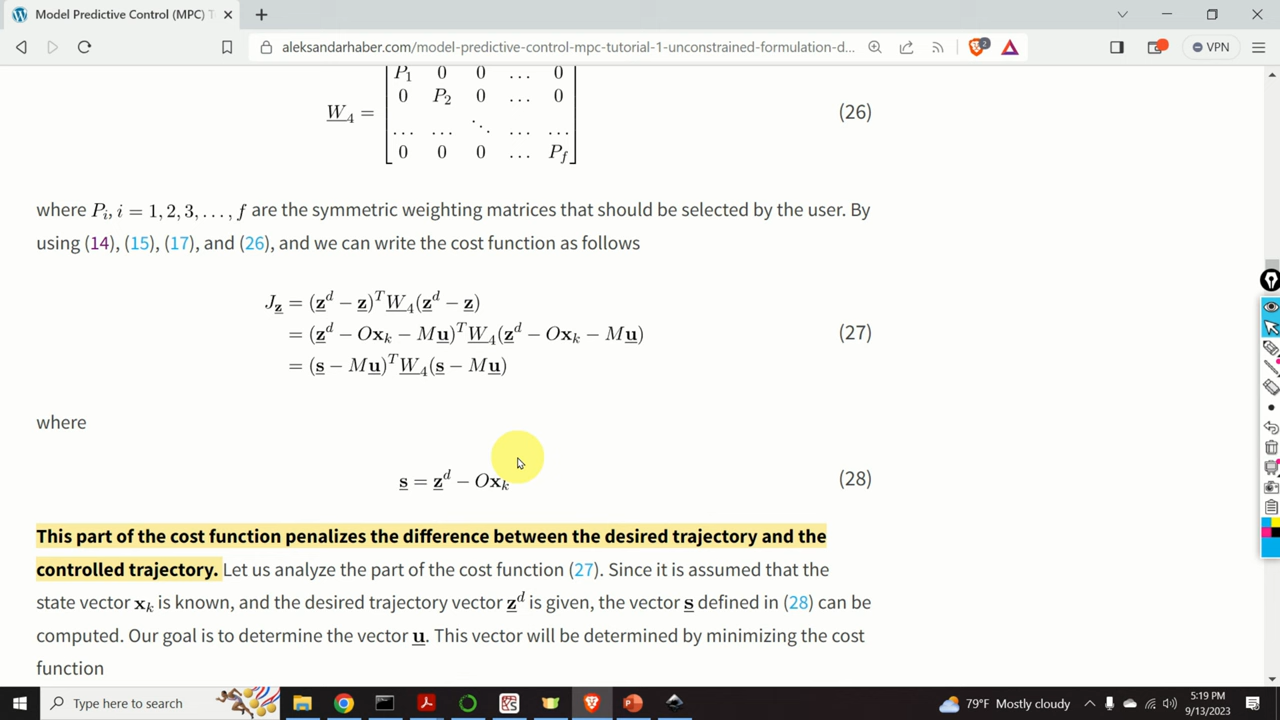 Model Predictive Control (MPC) T
aleksandarhaber.com/model-predictive-control-mpc-tutorial-1-unconstrained-formulation-d...
2
VPN
P₁ 0 0 … 0
0 P₂ 0 … 0
W₄ = (26)
… … ⋱ … …
0 0 0 … P_f
where Pᵢ, i = 1, 2, 3, …, f are the symmetric weighting matrices that should be selected by the user. By
using (14), (15), (17), and (26), and we can write the cost function as follows
J_z = (z^d − z)^T W₄(z^d − z)
= (z^d − Ox_k − Mu)^T W₄(z^d − Ox_k − Mu) (27)
= (s − Mu)^T W₄(s − Mu)
where
s = z^d − Ox_k (28)
This part of the cost function penalizes the difference between the desired trajectory and the
controlled trajectory. Let us analyze the part of the cost function (27). Since it is assumed that the
state vector x_k is known, and the desired trajectory vector z^d is given, the vector s defined in (28) can be
computed. Our goal is to determine the vector u. This vector will be determined by minimizing the cost
function
Type here to search
79°F Mostly cloudy
5:19 PM
9/13/2023